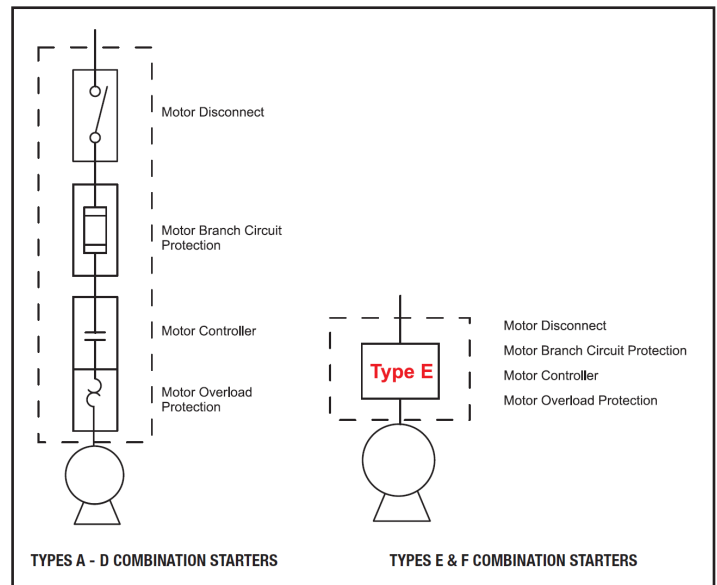 Motor Disconnect
Motor Branch Circuit
Protection
Motor Controller
Motor Overload
Protection
TYPES A - D COMBINATION STARTERS
Type E
Motor Disconnect
Motor Branch Circuit Protection
Motor Controller
Motor Overload Protection
TYPES E & F COMBINATION STARTERS